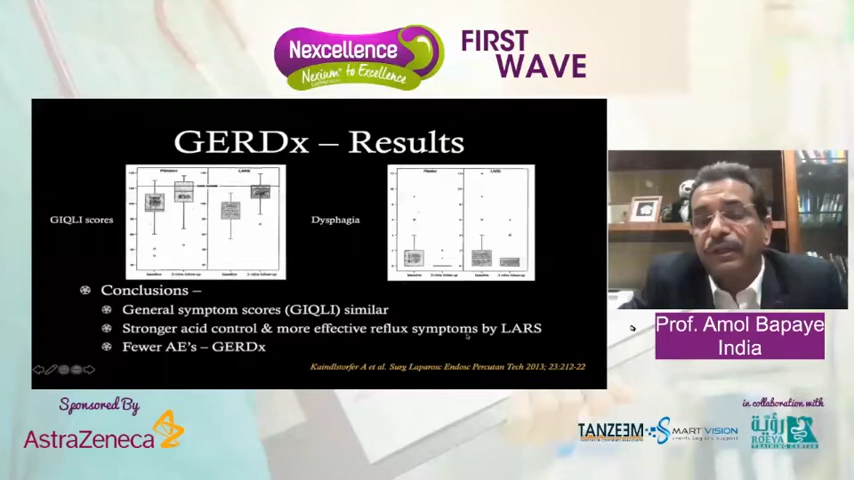 Nexcellence
Nexium to Excellence
FIRST
WAVE
GERDx – Results
LARS
GIQLI scores
Dysphagia
Conclusions –
General symptom scores (GIQLI) similar
Stronger acid control & more effective reflux symptoms by LARS
Fewer AE's – GERDx
Kaindlstorfer A et al. Surg Laparosc Endosc Percutan Tech 2013; 23:212-22
Prof. Amol Bapaye
India
Sponsored By
AstraZeneca
in collaboration with
TANZEEM
SMART VISION
رؤية
ROEYA
TRAINING CENTER